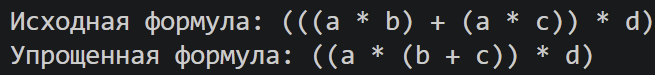 Исходная формула: (((a * b) + (a * c)) * d)
Упрощенная формула: ((a * (b + c)) * d)